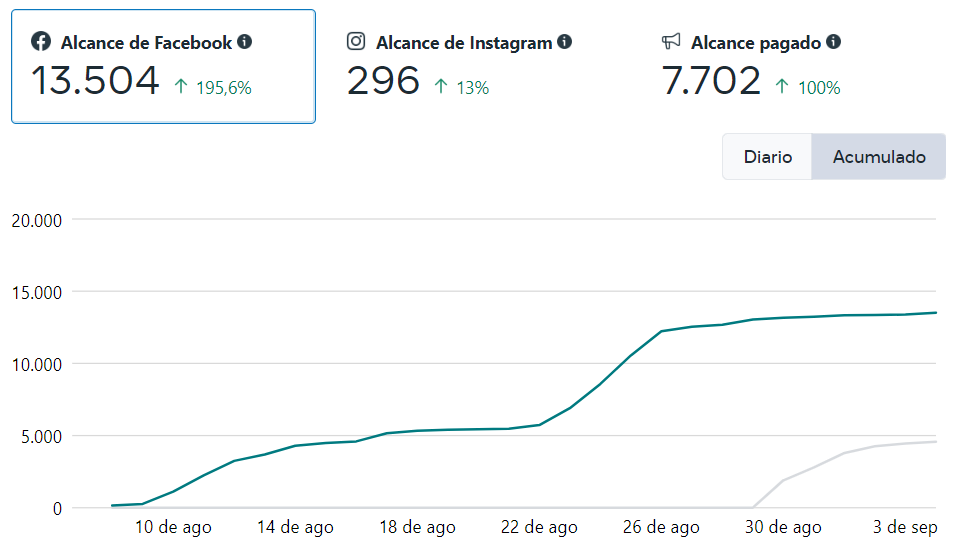 Alcance de Facebook
13.504 ↑ 195,6%
Alcance de Instagram
296 ↑ 13%
Alcance pagado
7.702 ↑ 100%
Diario
Acumulado
20.000
15.000
10.000
5.000
0
10 de ago 14 de ago 18 de ago 22 de ago 26 de ago 30 de ago 3 de sep